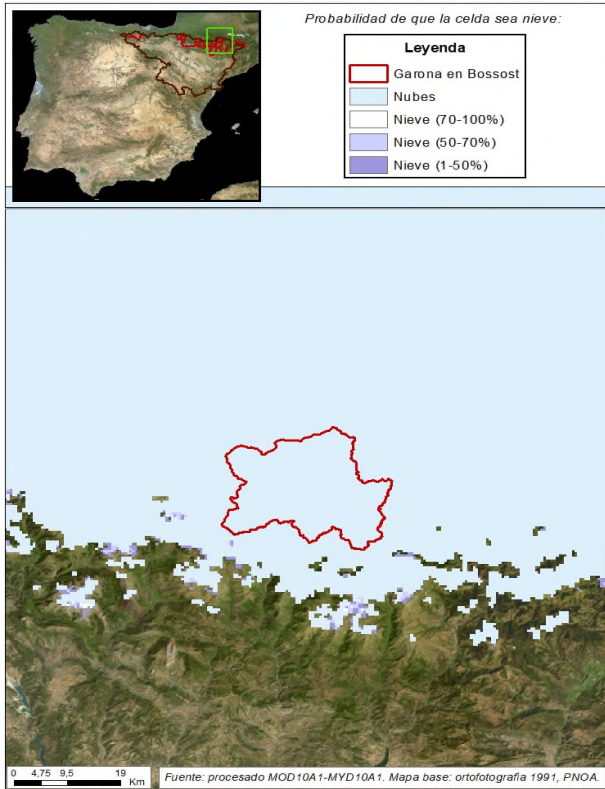 Probabilidad de que la celda sea nieve:
Leyenda
Garona en Bossost
Nubes
Nieve (70-100%)
Nieve (50-70%)
Nieve (1-50%)
0 4,75 9,5 19
Km
Fuente: procesado MOD10A1-MYD10A1. Mapa base: ortofotografía 1991, PNOA.